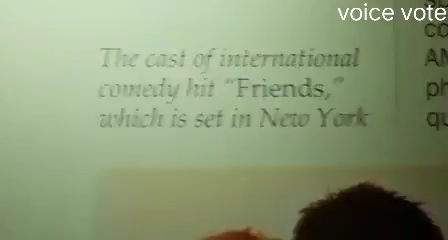 voice vote
The cast of international
comedy hit "Friends,"
which is set in New York